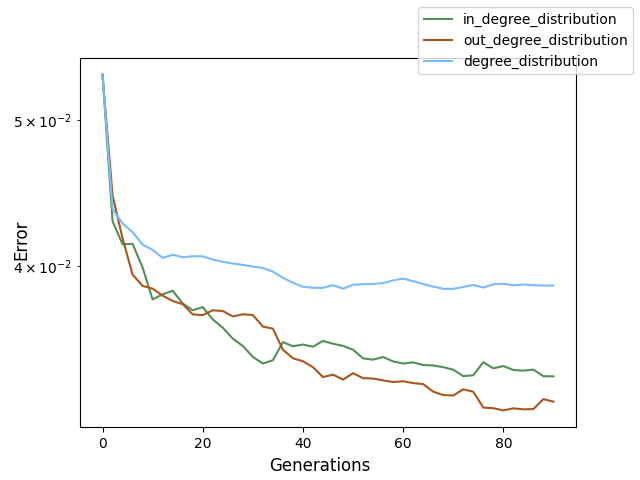 in_degree_distribution
out_degree_distribution
degree_distribution
5 × 10⁻²
4 × 10⁻²
Error
0 20 40 60 80
Generations